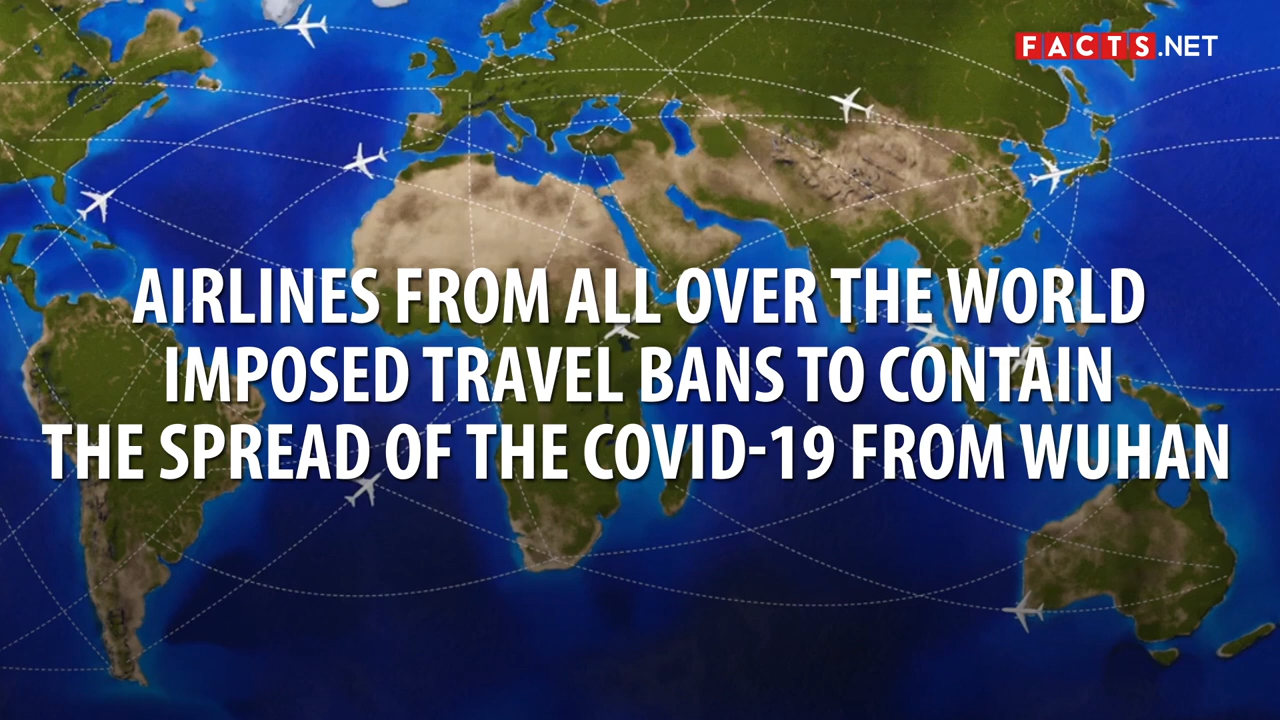 FACTS.NET
AIRLINES FROM ALL OVER THE WORLD
IMPOSED TRAVEL BANS TO CONTAIN
THE SPREAD OF THE COVID-19 FROM WUHAN